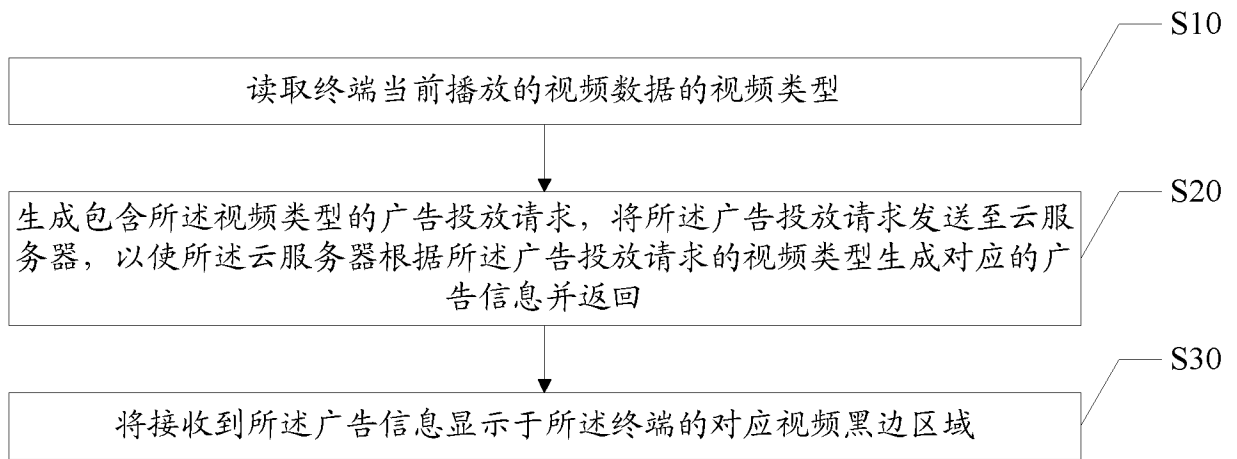 S10
读取终端当前播放的视频数据的视频类型
S20
生成包含所述视频类型的广告投放请求，将所述广告投放请求发送至云服
务器，以使所述云服务器根据所述广告投放请求的视频类型生成对应的广
告信息并返回
S30
将接收到所述广告信息显示于所述终端的对应视频黑边区域